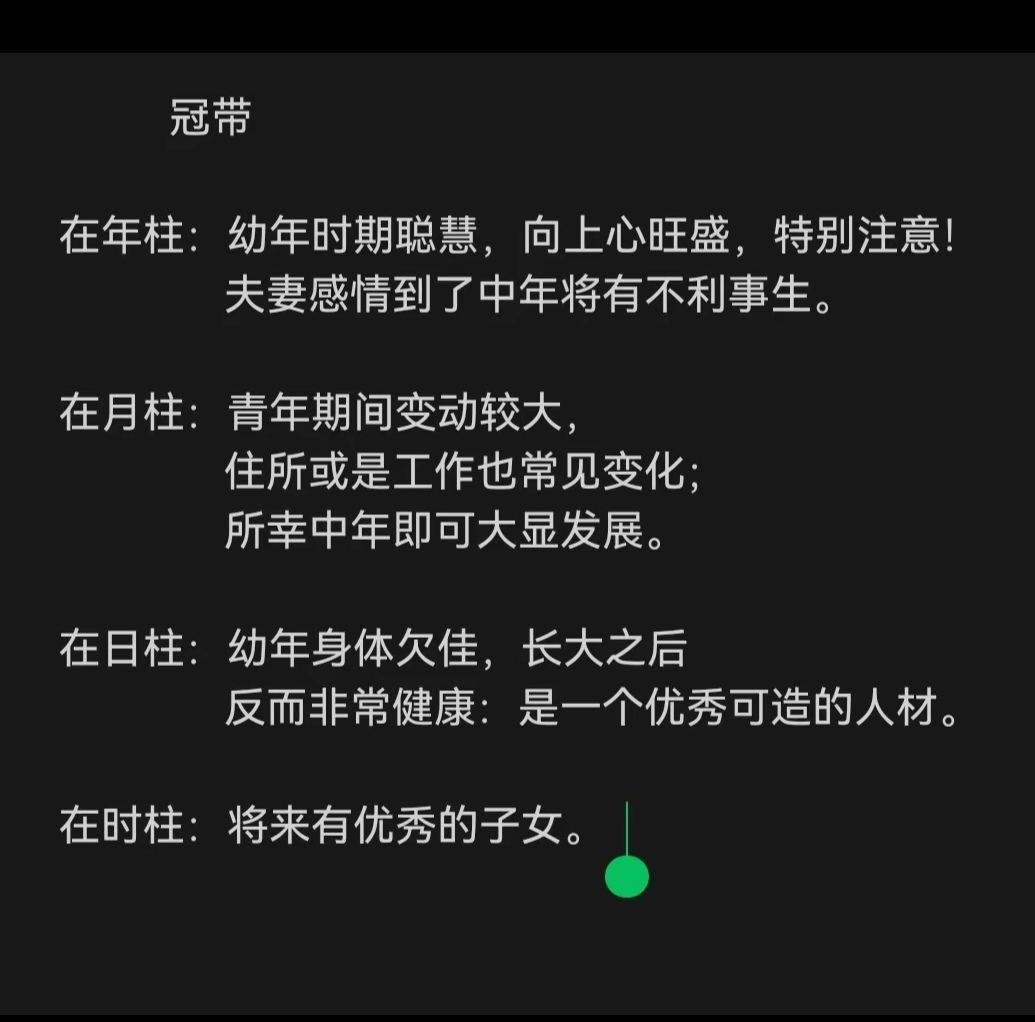 冠带
在年柱：幼年时期聪慧，向上心旺盛，特别注意！
夫妻感情到了中年将有不利事生。
在月柱：青年期间变动较大，
住所或是工作也常见变化；
所幸中年即可大显发展。
在日柱：幼年身体欠佳，长大之后
反而非常健康：是一个优秀可造的人材。
在时柱：将来有优秀的子女。